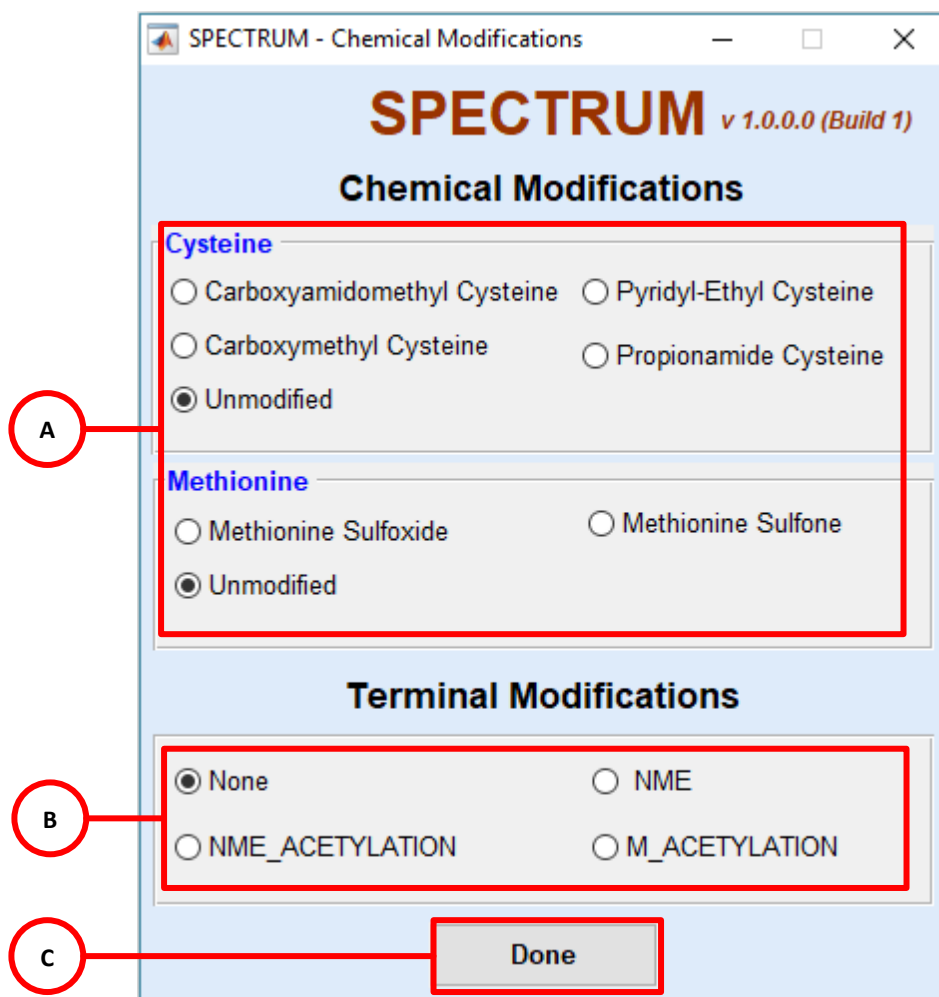 SPECTRUM - Chemical Modifications
SPECTRUM v 1.0.0.0 (Build 1)
Chemical Modifications
Cysteine
Carboxyamidomethyl Cysteine Pyridyl-Ethyl Cysteine
Carboxymethyl Cysteine Propionamide Cysteine
Unmodified
A
Methionine
Methionine Sulfoxide Methionine Sulfone
Unmodified
Terminal Modifications
None NME
B
NME_ACETYLATION M_ACETYLATION
C Done